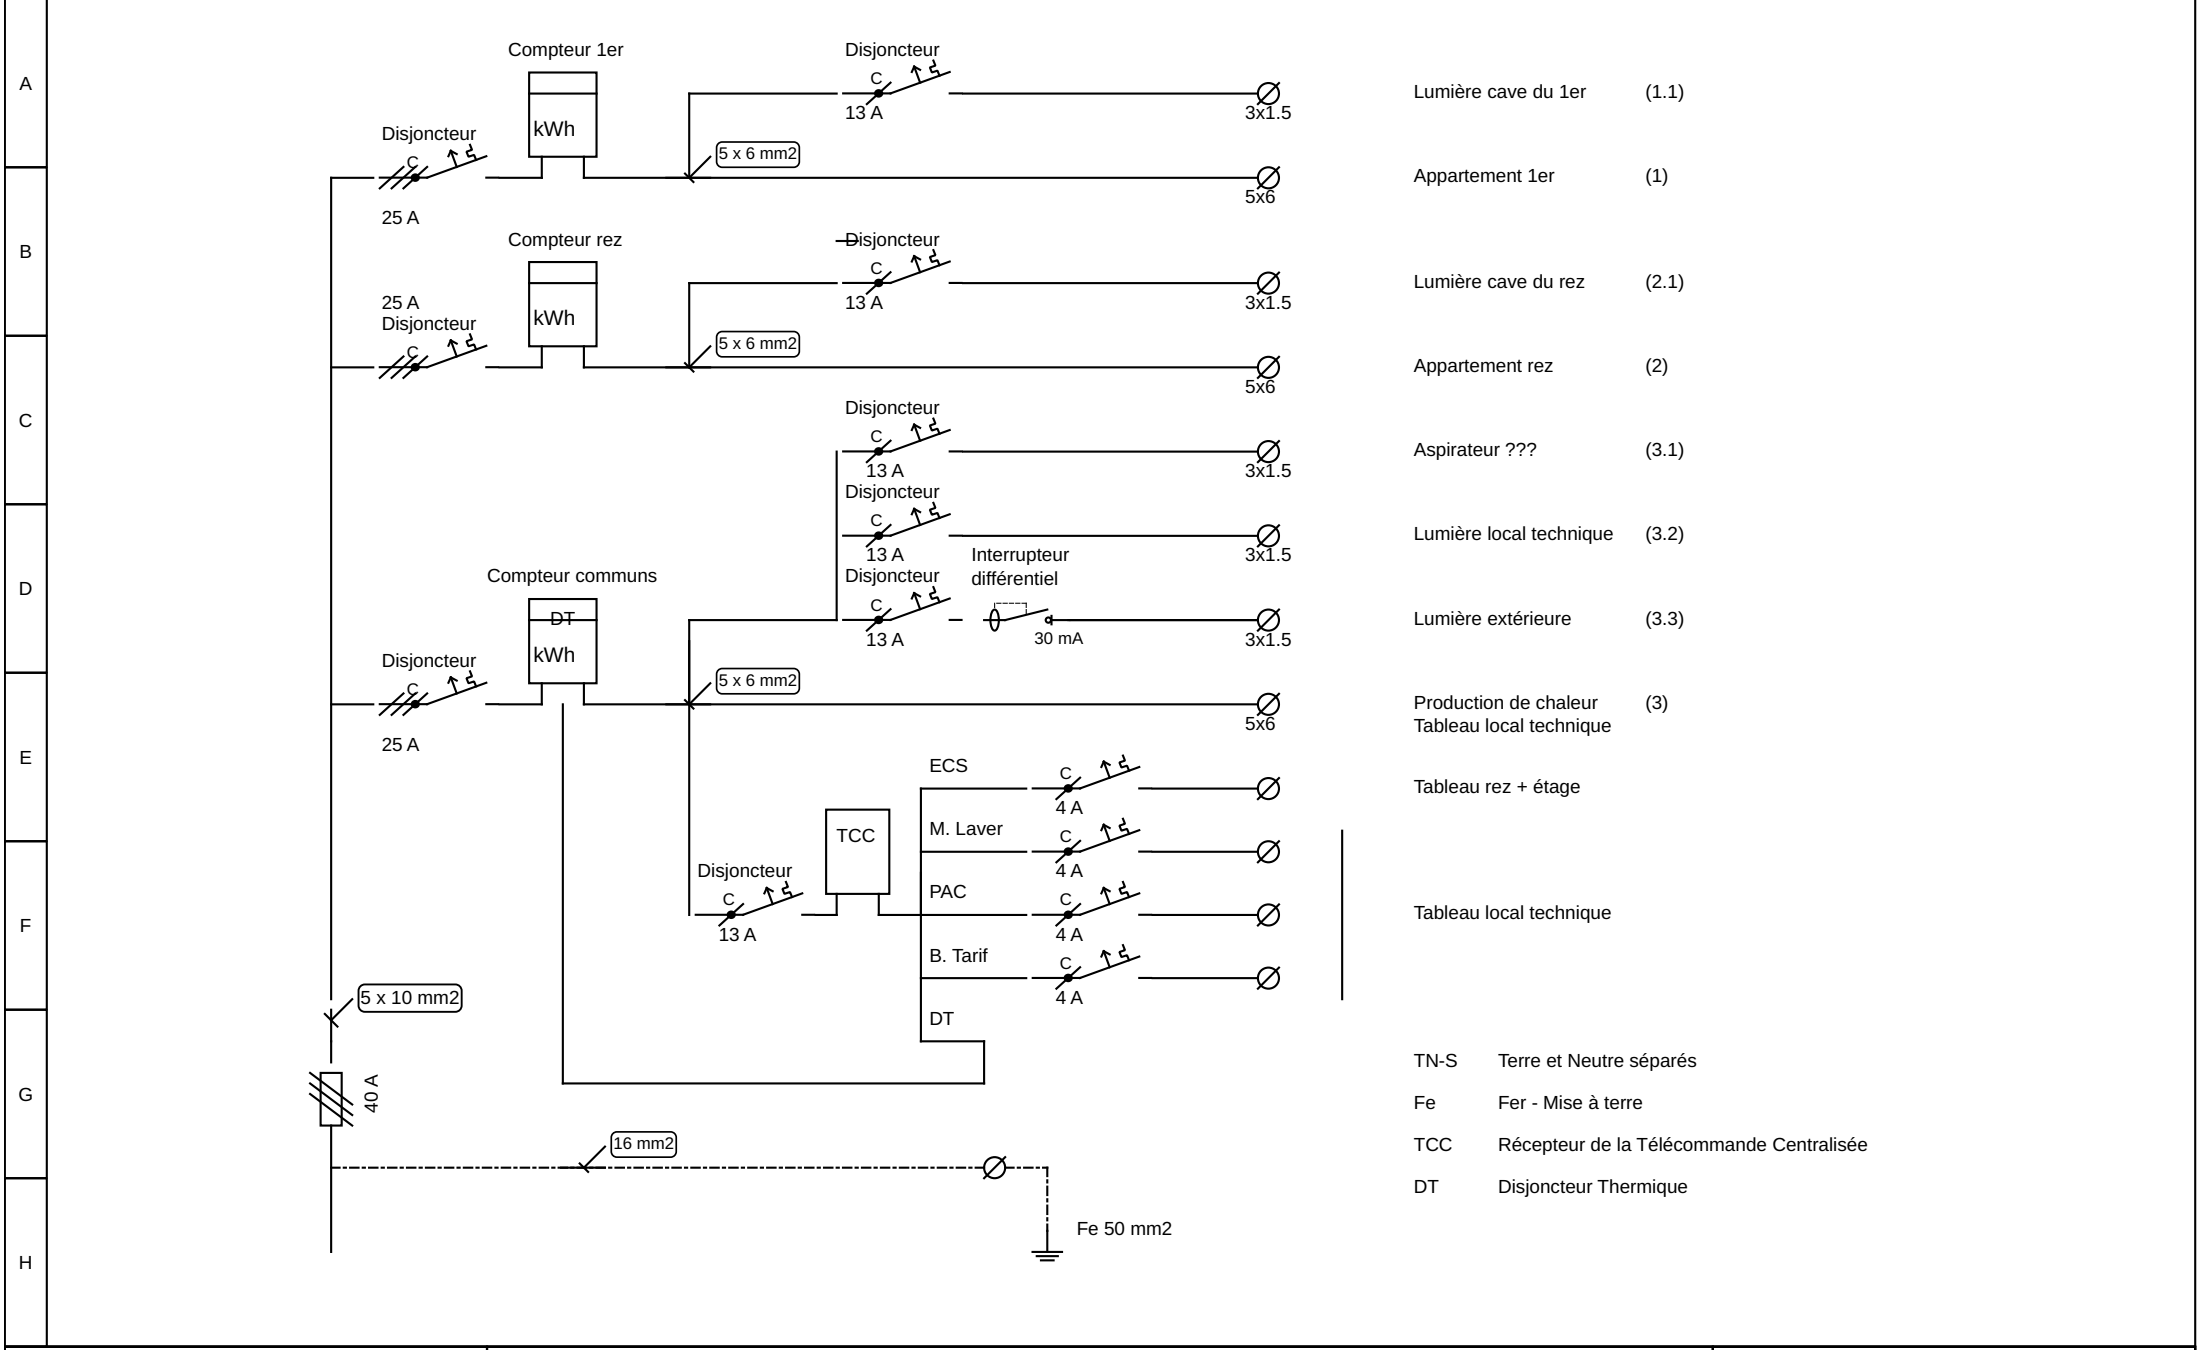 Compteur 1er
Disjoncteur
A
C
kWh
13 A
Lumière cave du 1er (1.1)
3x1.5
Disjoncteur
C
5 x 6 mm2
Appartement 1er (1)
5x6
25 A
Compteur rez
Disjoncteur
B
C
kWh
13 A
Lumière cave du rez (2.1)
3x1.5
25 A
Disjoncteur
C
5 x 6 mm2
Appartement rez (2)
5x6
Disjoncteur
C
C
13 A
Aspirateur ??? (3.1)
3x1.5
Disjoncteur
C
13 A
Lumière local technique (3.2)
3x1.5
Interrupteur
différentiel
Compteur communs
Disjoncteur
D
DT
kWh
C
13 A
30 mA
Lumière extérieure (3.3)
3x1.5
Disjoncteur
C
5 x 6 mm2
Production de chaleur (3)
Tableau local technique
5x6
25 A
E
ECS
C
4 A
Tableau rez + étage
TCC
M. Laver
C
4 A
Disjoncteur
C
13 A
F
PAC
C
4 A
Tableau local technique
B. Tarif
C
4 A
5 x 10 mm2
DT
G
40 A
TN-S Terre et Neutre séparés
Fe Fer - Mise à terre
16 mm2
TCC Récepteur de la Télécommande Centralisée
DT Disjoncteur Thermique
Fe 50 mm2
H